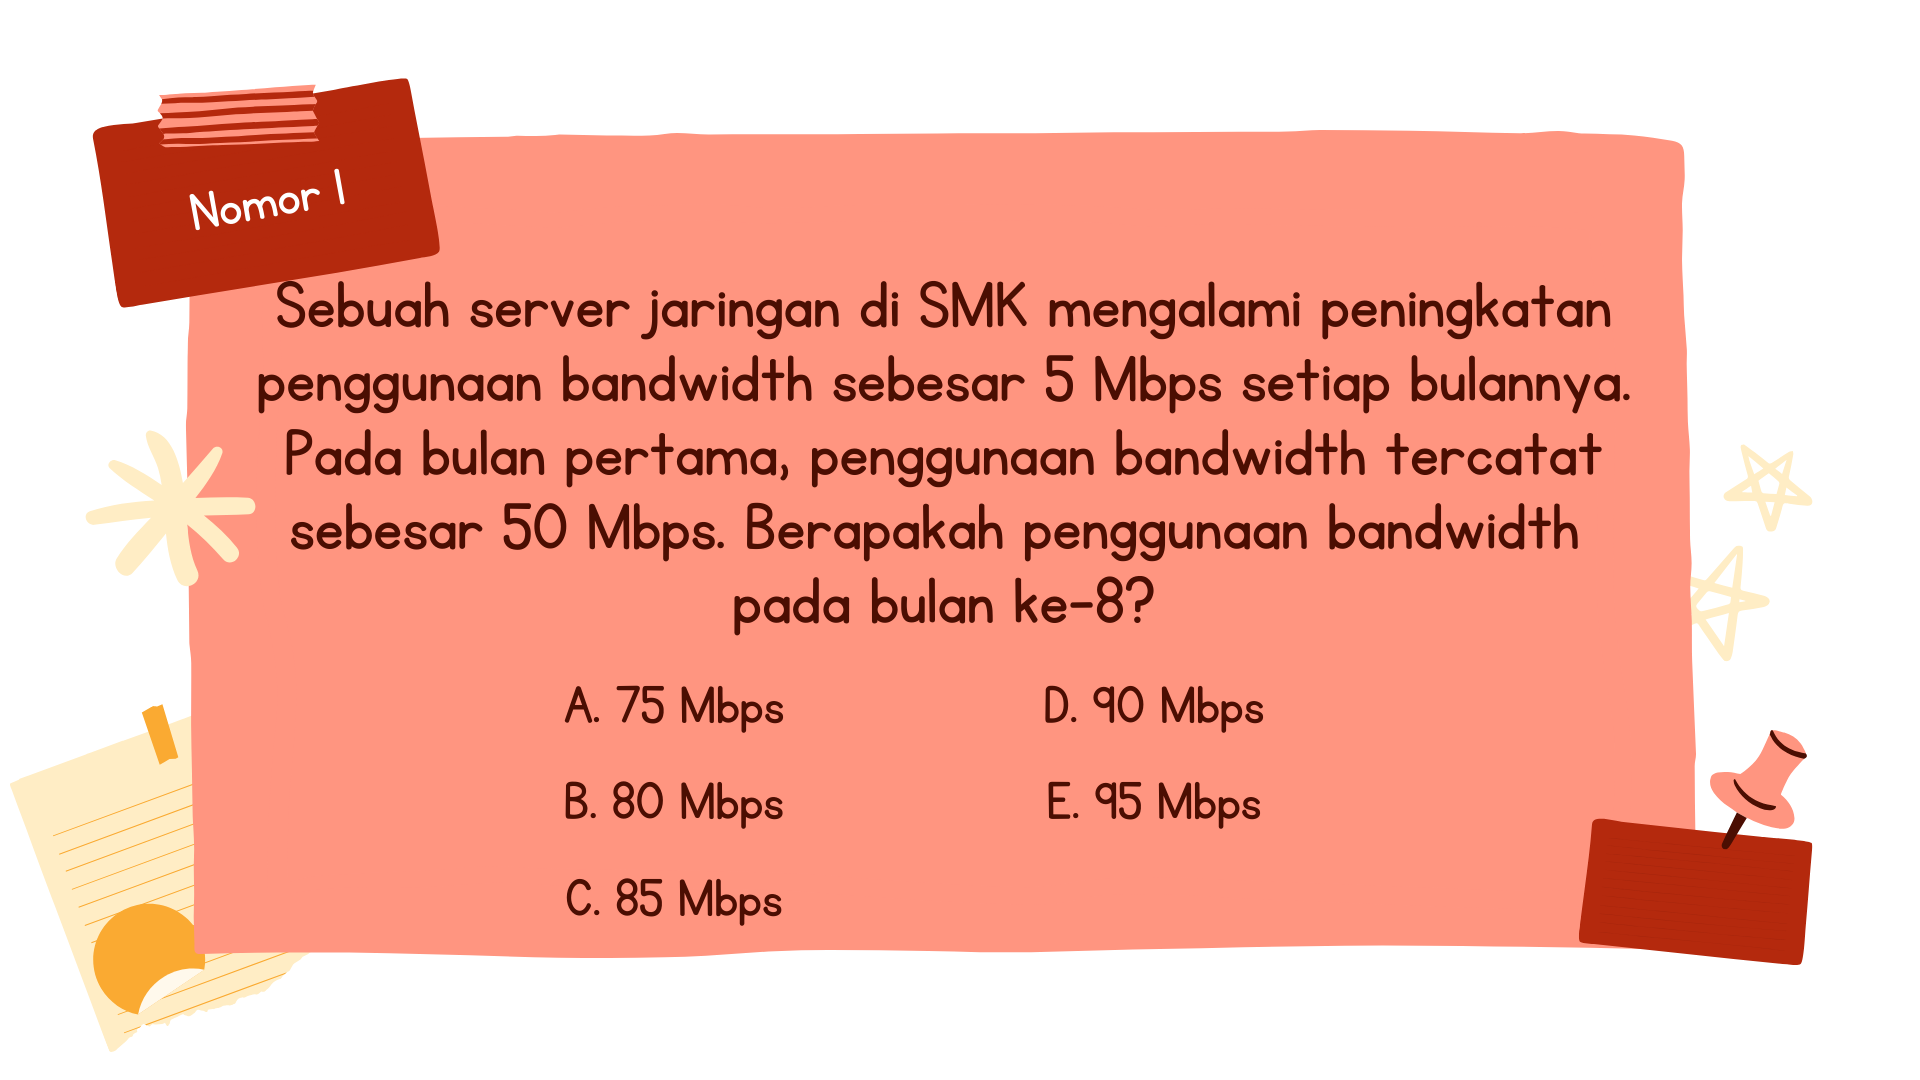 Nomor 1
Sebuah server jaringan di SMK mengalami peningkatan
penggunaan bandwidth sebesar 5 Mbps setiap bulannya.
Pada bulan pertama, penggunaan bandwidth tercatat
sebesar 50 Mbps. Berapakah penggunaan bandwidth
pada bulan ke-8?
A. 75 Mbps
B. 80 Mbps
C. 85 Mbps
D. 90 Mbps
E. 95 Mbps